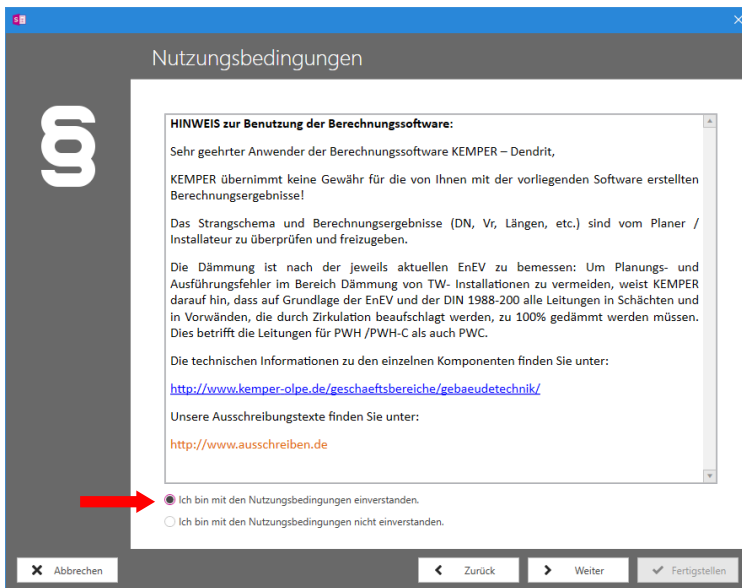 Nutzungsbedingungen
§
HINWEIS zur Benutzung der Berechnungssoftware:
Sehr geehrter Anwender der Berechnungssoftware KEMPER – Dendrit,
KEMPER übernimmt keine Gewähr für die von Ihnen mit der vorliegenden Software erstellten
Berechnungsergebnisse!
Das Strangschema und Berechnungsergebnisse (DN, Vr, Längen, etc.) sind vom Planer /
Installateur zu überprüfen und freizugeben.
Die Dämmung ist nach der jeweils aktuellen EnEV zu bemessen: Um Planungs- und
Ausführungsfehler im Bereich Dämmung von TW- Installationen zu vermeiden, weist KEMPER
darauf hin, dass auf Grundlage der EnEV und der DIN 1988-200 alle Leitungen in Schächten und
in Vorwänden, die durch Zirkulation beaufschlagt werden, zu 100% gedämmt werden müssen.
Dies betrifft die Leitungen für PWH /PWH-C als auch PWC.
Die technischen Informationen zu den einzelnen Komponenten finden Sie unter:
http://www.kemper-olpe.de/geschaeftsbereiche/gebaeudetechnik/
Unsere Ausschreibungstexte finden Sie unter:
http://www.ausschreiben.de
Ich bin mit den Nutzungsbedingungen einverstanden.
Ich bin mit den Nutzungsbedingungen nicht einverstanden.
Abbrechen Zurück Weiter Fertigstellen